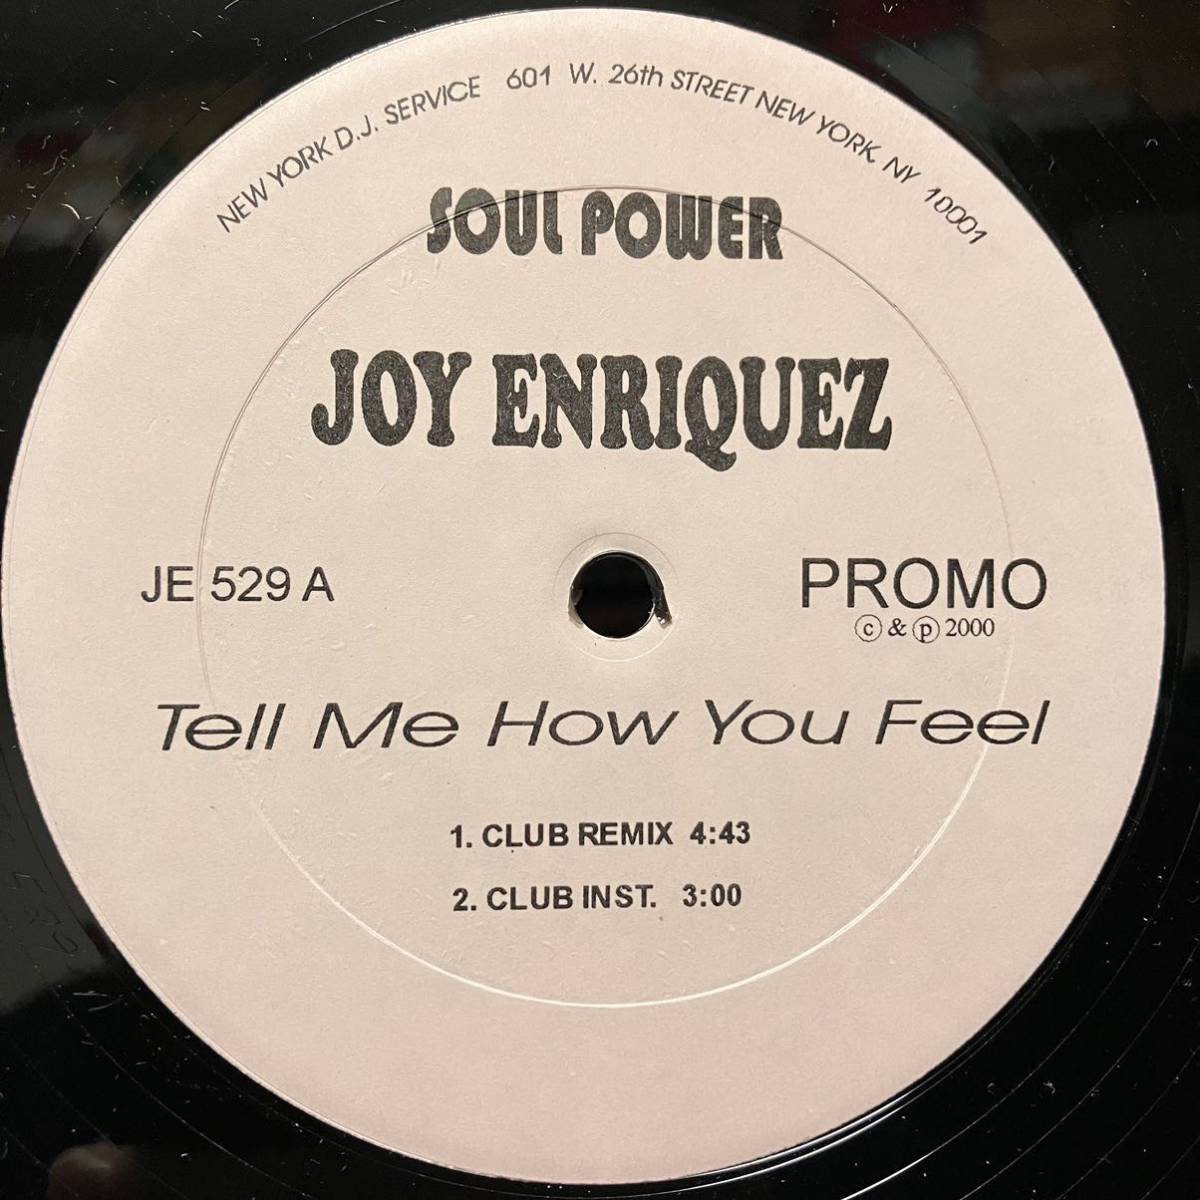 NEW YORK D.J. SERVICE 601 W. 26th STREET NEW YORK, NY 10001
SOUL POWER
JOY ENRIQUEZ
JE 529 A
PROMO
ⓒ & ⓟ 2000
Tell Me How You Feel
1. CLUB REMIX 4:43
2. CLUB INST. 3:00